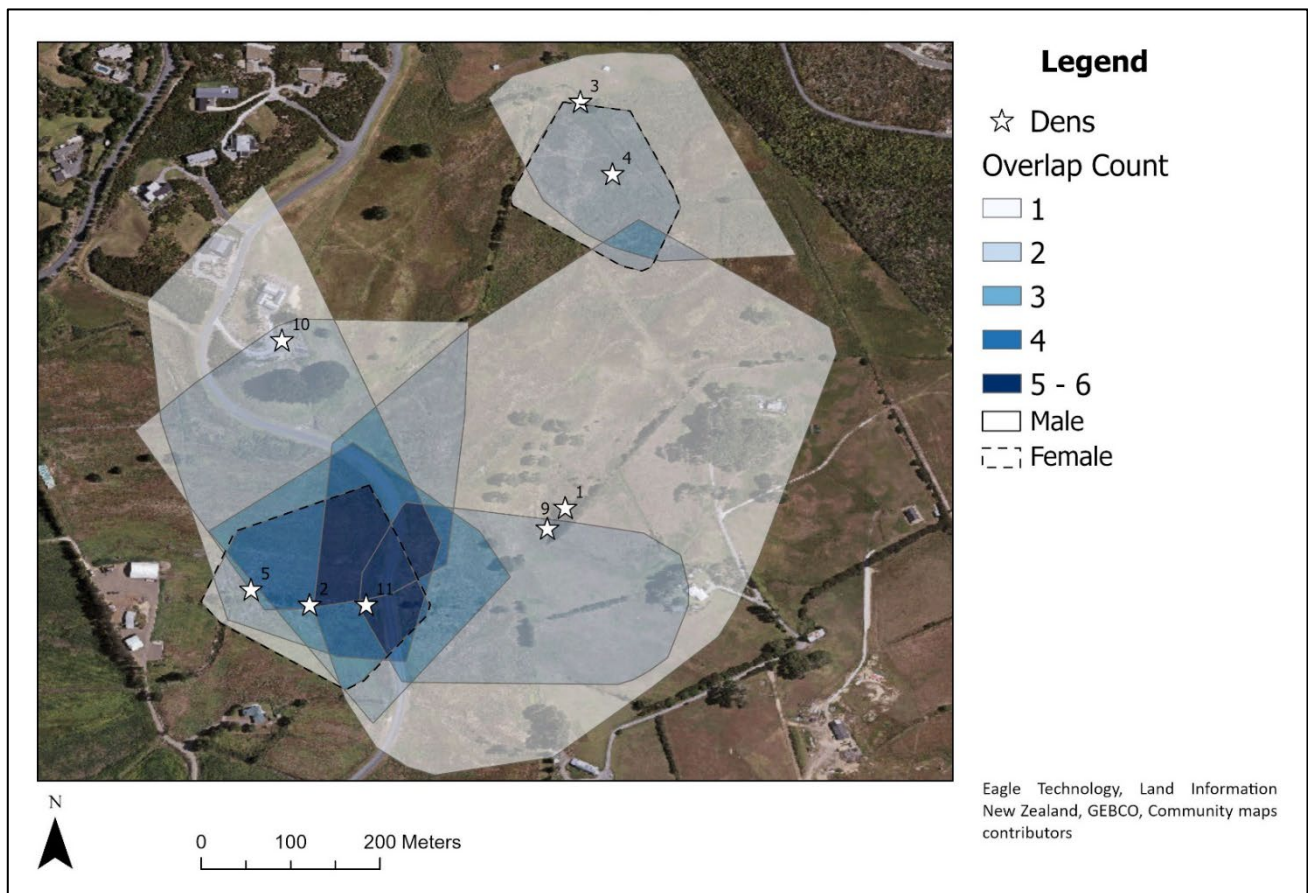 3
4
10
1
9
5
2
11
Legend
Dens
Overlap Count
1
2
3
4
5 - 6
Male
Female
Eagle Technology, Land Information
New Zealand, GEBCO, Community maps
contributors
N
0 100 200 Meters